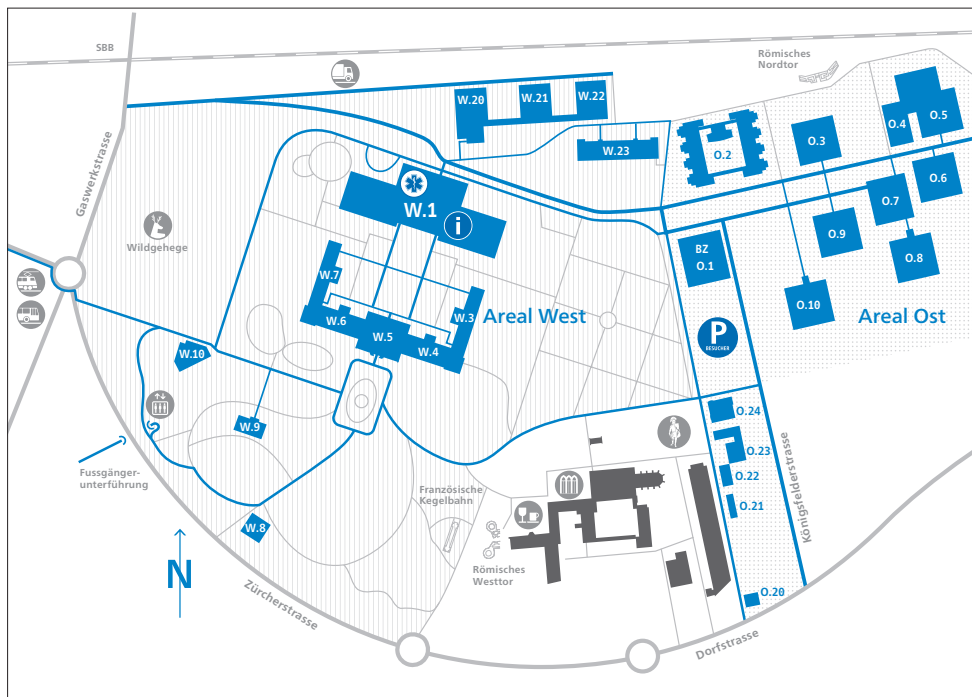 SBB
Römisches
Nordtor
W.20
W.21
W.22
W.23
O.2
O.3
O.4
O.5
O.6
O.7
O.8
O.9
O.10
BZ
O.1
Gaswerkstrasse
Wildgehege
W.1
i
W.7
W.3
W.6
W.5
W.4
Areal West
Areal Ost
P
BESUCHER
W.10
W.9
W.8
Fussgänger-
unterführung
N
Zürcherstrasse
Französische
Kegelbahn
Römisches
Westtor
O.24
O.23
O.22
O.21
O.20
Königsfelderstrasse
Dorfstrasse